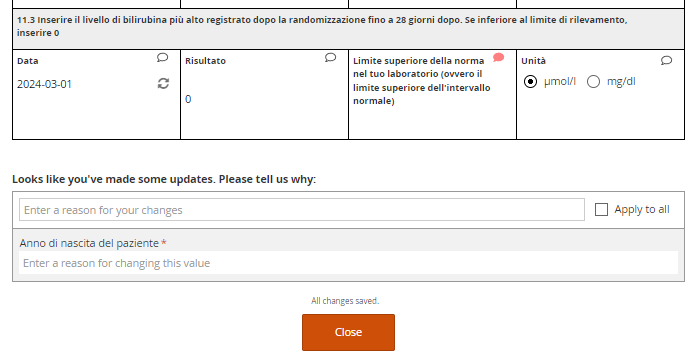 11.3 Inserire il livello di bilirubina più alto registrato dopo la randomizzazione fino a 28 giorni dopo. Se inferiore al limite di rilevamento,
inserire 0
Data
2024-03-01
Risultato
0
Limite superiore della norma
nel tuo laboratorio (ovvero il
limite superiore dell'intervallo
normale)
Unità
μmol/l mg/dl
Looks like you've made some updates. Please tell us why:
Enter a reason for your changes
Apply to all
Anno di nascita del paziente *
Enter a reason for changing this value
All changes saved.
Close